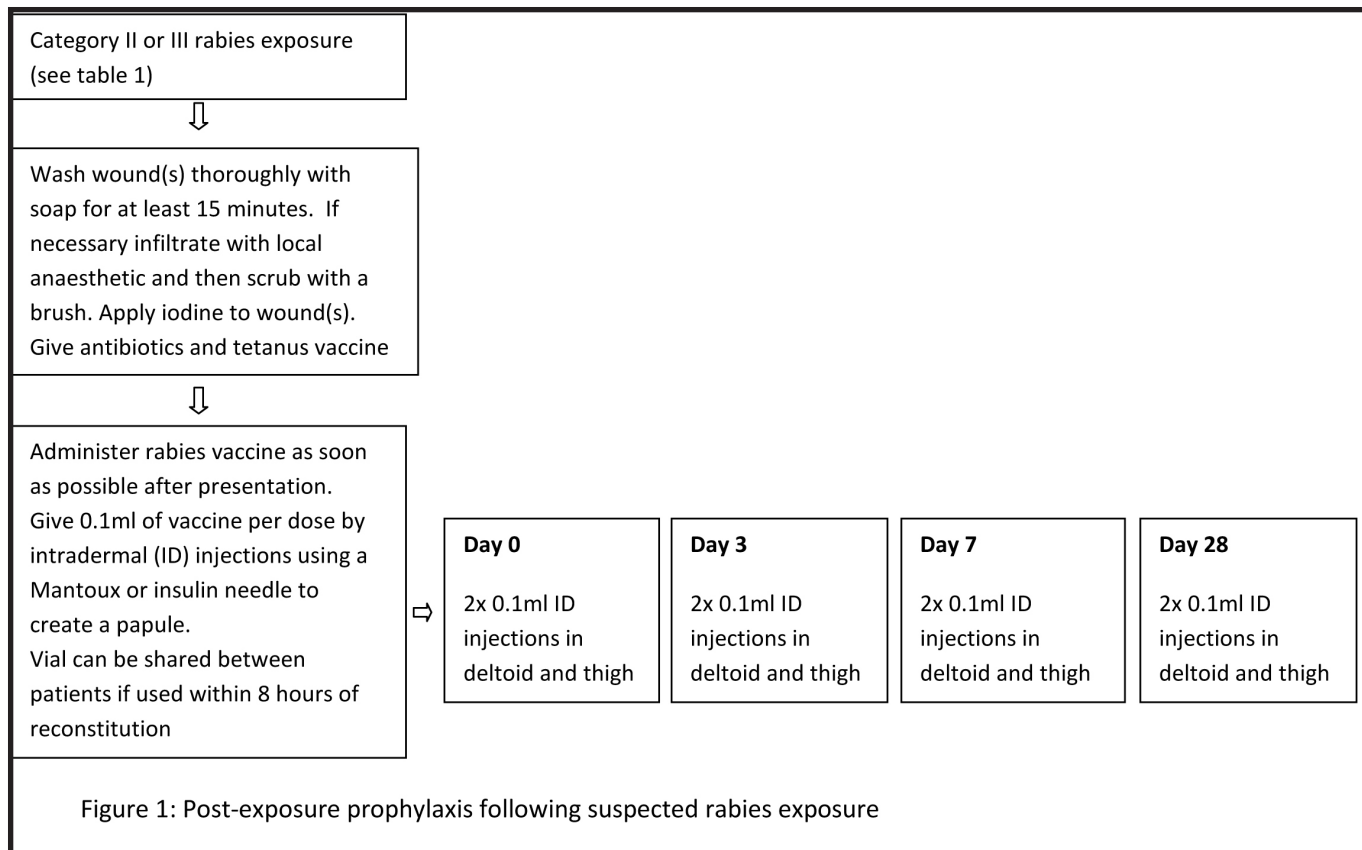 Category II or III rabies exposure
(see table 1)
Wash wound(s) thoroughly with
soap for at least 15 minutes.  If
necessary infiltrate with local
anaesthetic and then scrub with a
brush. Apply iodine to wound(s).
Give antibiotics and tetanus vaccine
Administer rabies vaccine as soon
as possible after presentation.
Give 0.1ml of vaccine per dose by
intradermal (ID) injections using a
Mantoux or insulin needle to
create a papule.
Vial can be shared between
patients if used within 8 hours of
reconstitution
Day 0
2x 0.1ml ID
injections in
deltoid and thigh
Day 3
2x 0.1ml ID
injections in
deltoid and thigh
Day 7
2x 0.1ml ID
injections in
deltoid and thigh
Day 28
2x 0.1ml ID
injections in
deltoid and thigh
Figure 1: Post-exposure prophylaxis following suspected rabies exposure